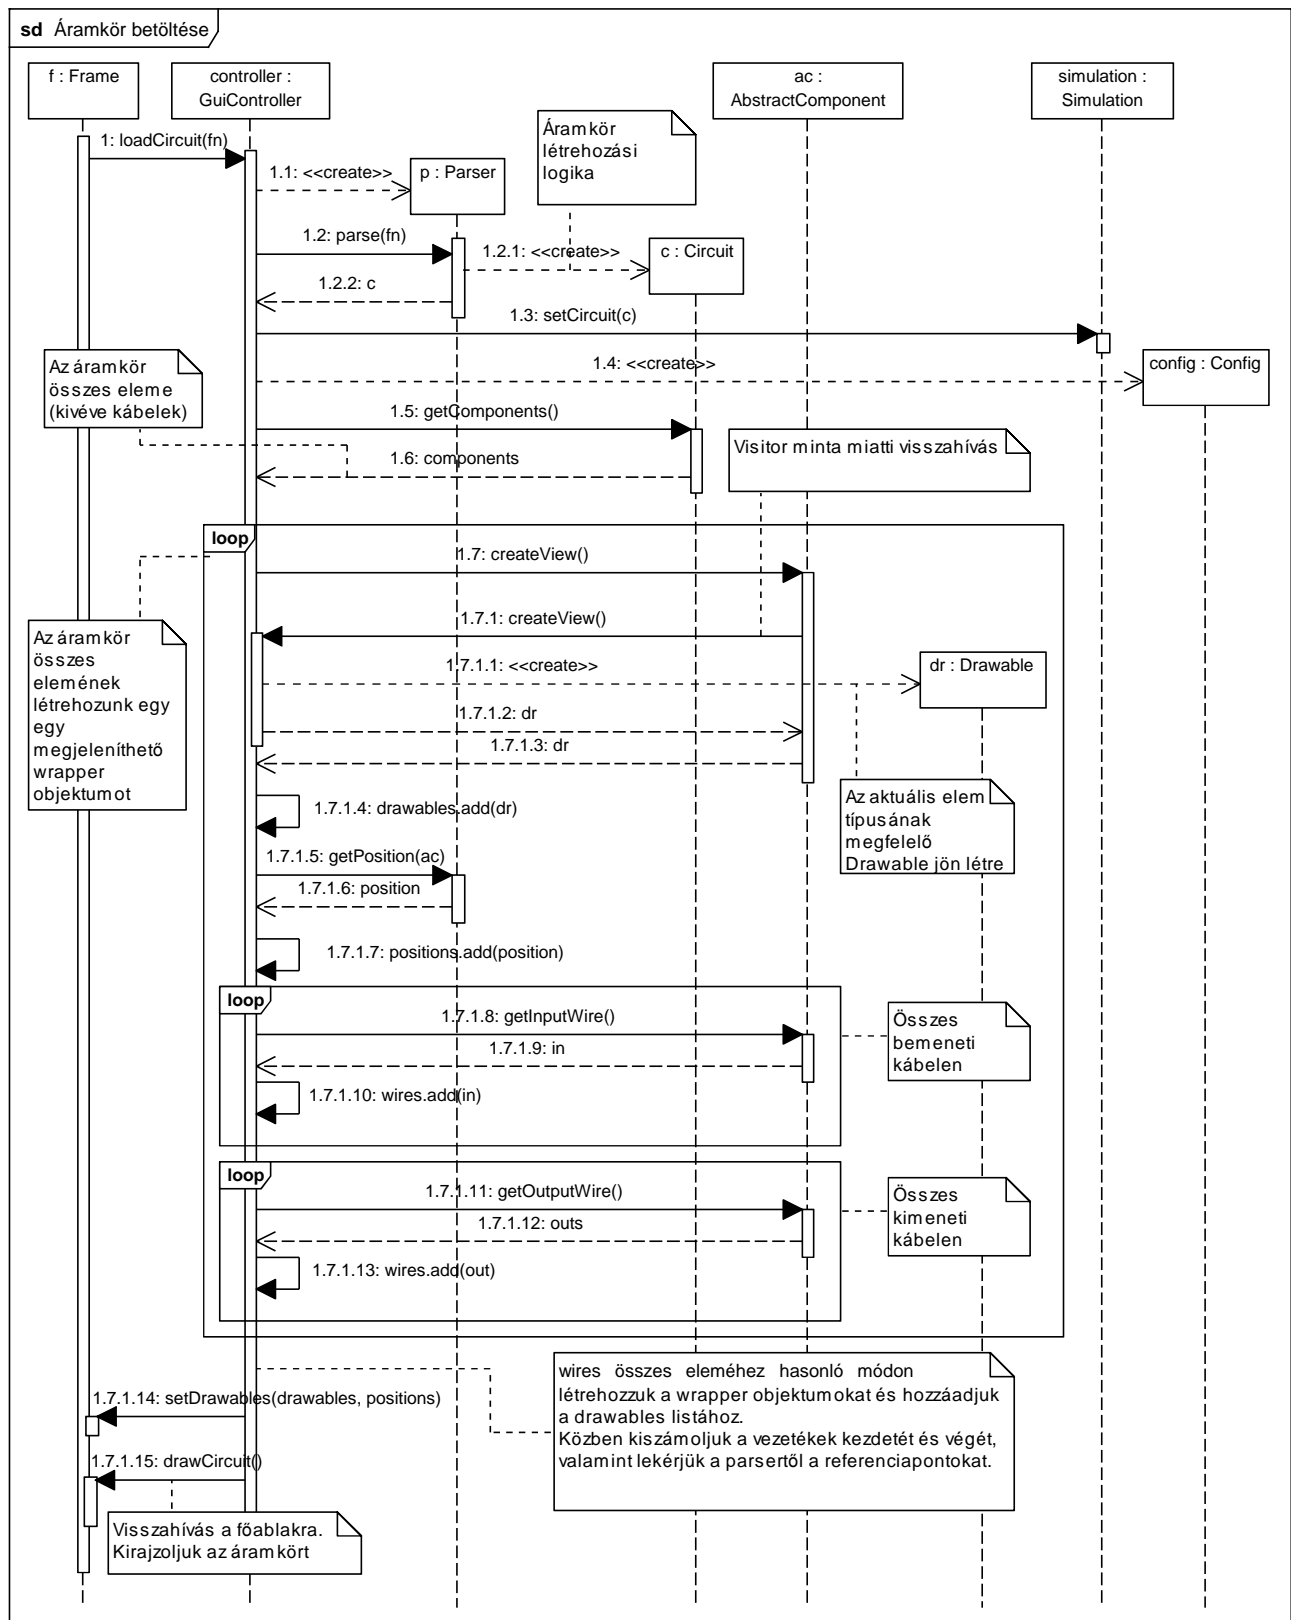 sd Áramkör betöltése
f : Frame
controller :
GuiController
ac :
AbstractComponent
simulation :
Simulation
Áramkör
létrehozási
logika
1: loadCircuit(fn)
1.1: <<create>>
p : Parser
1.2: parse(fn)
1.2.1: <<create>>
c : Circuit
1.2.2: c
1.3: setCircuit(c)
Az áramkör
összes eleme
(kivéve kábelek)
1.4: <<create>>
config : Config
1.5: getComponents()
1.6: components
Visitor minta miatti visszahívás
loop
1.7: createView()
1.7.1: createView()
Az áramkör
összes
elemének
létrehozunk egy
egy
megjeleníthető
wrapper
objektumot
1.7.1.1: <<create>>
dr : Drawable
1.7.1.2: dr
1.7.1.3: dr
1.7.1.4: drawables.add(dr)
Az aktuális elem
típusának
megfelelő
Drawable jön létre
1.7.1.5: getPosition(ac)
1.7.1.6: position
1.7.1.7: positions.add(position)
loop
1.7.1.8: getInputWire()
1.7.1.9: in
1.7.1.10: wires.add(in)
Összes
bemeneti
kábelen
loop
1.7.1.11: getOutputWire()
1.7.1.12: outs
1.7.1.13: wires.add(out)
Összes
kimeneti
kábelen
wires összes eleméhez hasonló módon
létrehozzuk a wrapper objektumokat és hozzáadjuk
a drawables listához.
Közben kiszámoljuk a vezetékek kezdetét és végét,
valamint lekérjük a parsertől a referenciapontokat.
1.7.1.14: setDrawables(drawables, positions)
1.7.1.15: drawCircuit()
Visszahívás a főablakra.
Kirajzoljuk az áramkört